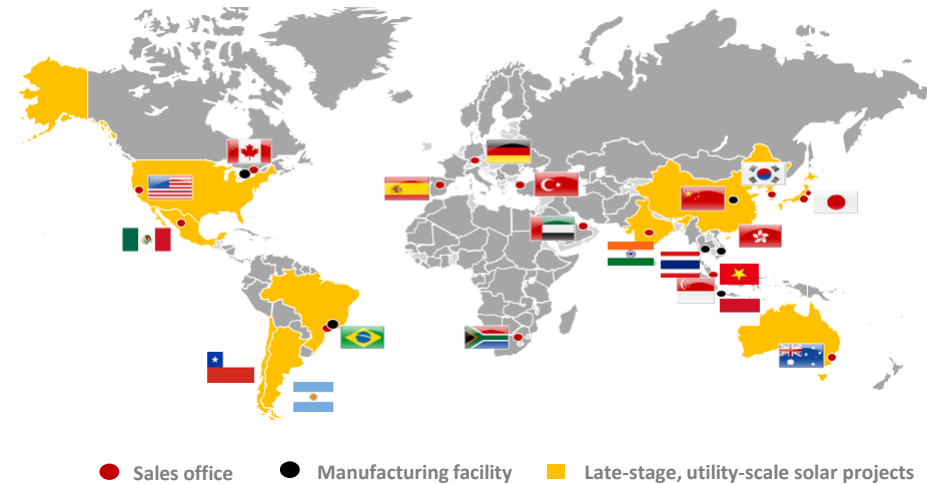 Sales office
Manufacturing facility
Late-stage, utility-scale solar projects